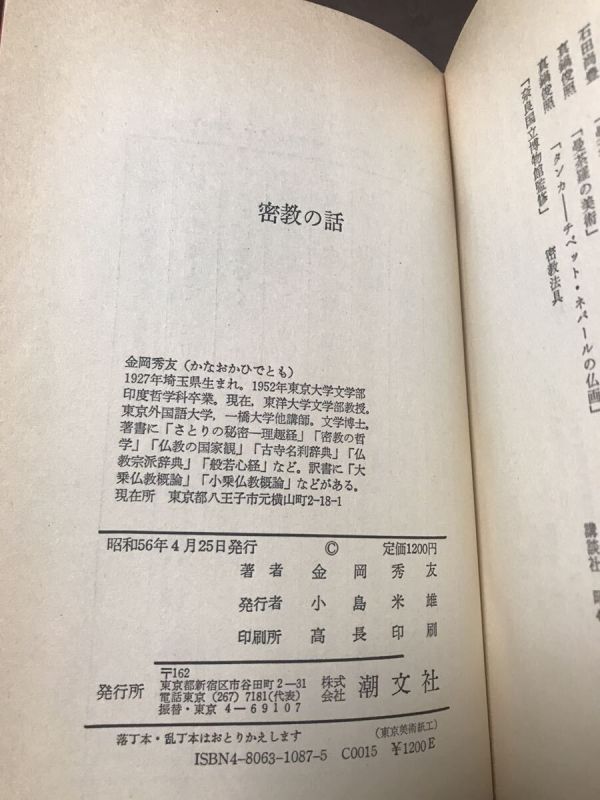 密教の話
金岡秀友(かなおかひでとも)
1927年埼玉県生まれ。1952年東京大学文学部
印度哲学科卒業。現在,東洋大学文学部教授。
東京外国語大学,一橋大学他講師。文学博士。
著書に「さとりの秘密―理趣経」「密教の哲
学」「仏教の国家観」「古寺名刹辞典」「仏
教宗派辞典」「般若心経」など。訳書に「大
乗仏教概論」「小乗仏教概論」などがある。
現在所 東京都八王子市元横山町2-18-1
昭和56年4月25日発行 © 定価1200円
著者 金岡秀友
発行者 小島米雄
印刷所 高長印刷
発行所 〒162
東京都新宿区市谷田町2―31
電話東京(267)7181(代表)
振替・東京4―69107
株式会社 潮文社
落丁本・乱丁本はおとりかえします (東京美術紙工)
ISBN4-8063-1087-5 C0015 ¥1200E
石田尚豊
真鍋俊照 「曼荼羅の美術」
真鍋俊照 「タンカ――チベット・ネパールの仏画」
「奈良国立博物館監修」 密教法具
講談社